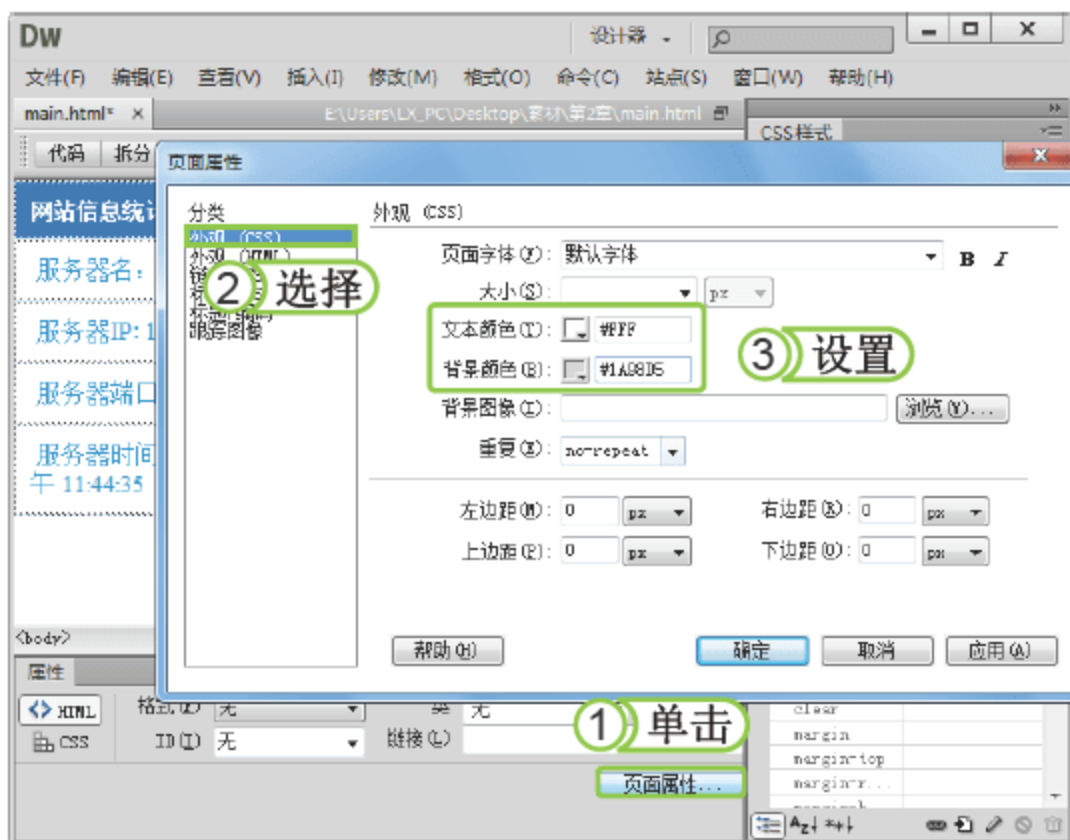 Dw
设计器
文件(F) 编辑(E) 查看(V) 插入(I) 修改(M) 格式(O) 命令(C) 站点(S) 窗口(W) 帮助(H)
main.html* ×
E:\Users\LX_PC\Desktop\素材\第2章\main.html
CSS样式
代码 拆分
页面属性
网站信息统计
分类
外观 (CSS)
外观 (CSS)
外观 (HTML)
跟踪图像
② 选择
服务器名:
服务器IP: 1
服务器端口
服务器时间
午 11:44:35
页面字体(F): 默认字体 B I
大小(S): px
文本颜色(T): #FFF
背景颜色(B): #1A98D5
③ 设置
背景图像(I): 浏览(W)...
重复(E): no-repeat
左边距(M): 0 px 右边距(R): 0 px
上边距(P): 0 px 下边距(O): 0 px
帮助(H) 确定 取消 应用(A)
<body>
属性
<> HTML 格式(F) 无 类 无
CSS ID(I) 无 链接(L)
① 单击
页面属性...
clear
margin
margin-top
margin-r...